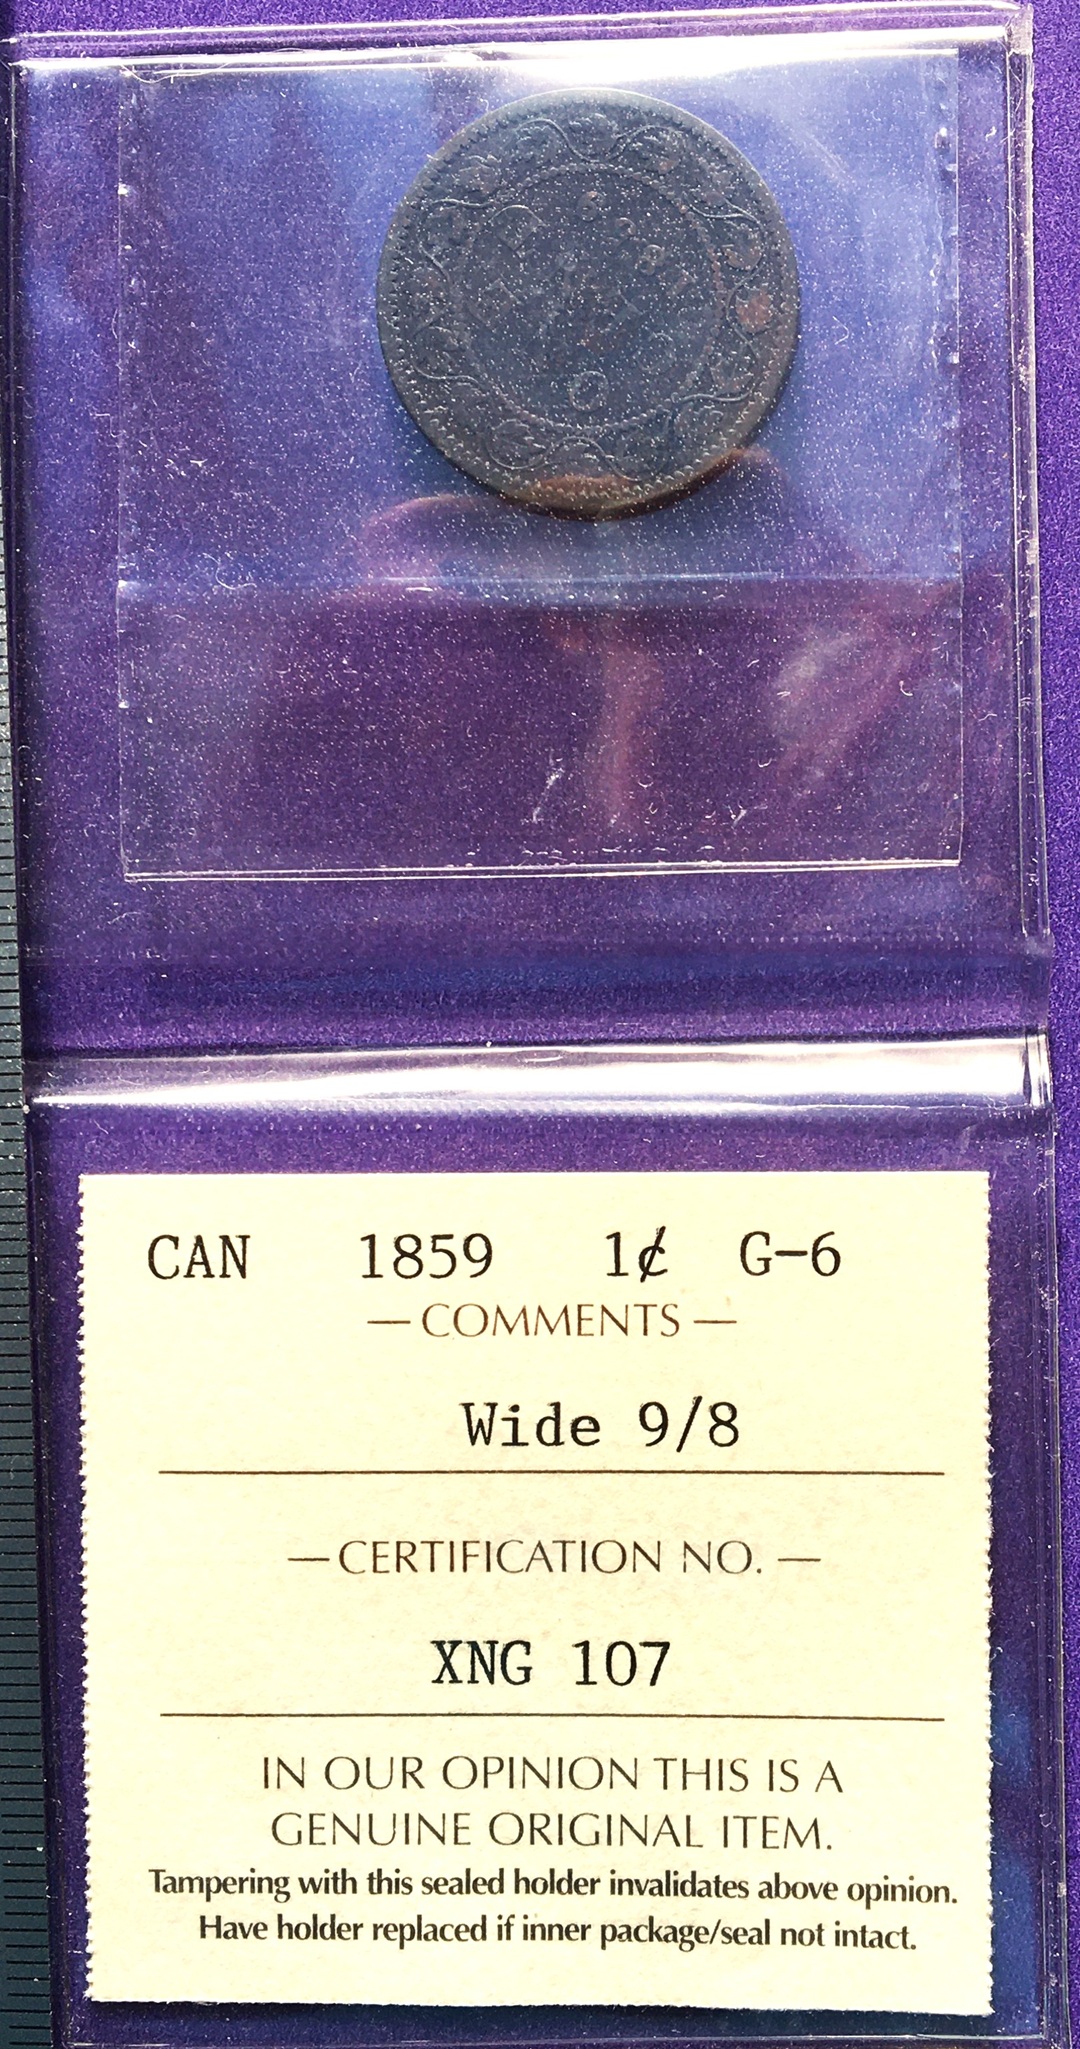 CAN 1859 1¢ G-6
— COMMENTS —
Wide 9/8
— CERTIFICATION NO. —
XNG 107
IN OUR OPINION THIS IS A
GENUINE ORIGINAL ITEM.
Tampering with this sealed holder invalidates above opinion.
Have holder replaced if inner package/seal not intact.